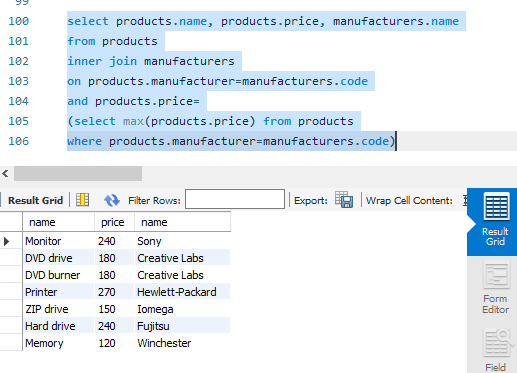 99
100 select products.name, products.price, manufacturers.name
101 from products
102 inner join manufacturers
103 on products.manufacturer=manufacturers.code
104 and products.price=
105 (select max(products.price) from products
106 where products.manufacturer=manufacturers.code)
Result Grid Filter Rows: Export: Wrap Cell Content:
name price name
Monitor 240 Sony
DVD drive 180 Creative Labs
DVD burner 180 Creative Labs
Printer 270 Hewlett-Packard
ZIP drive 150 Iomega
Hard drive 240 Fujitsu
Memory 120 Winchester
Result
Grid
Form
Editor
Field